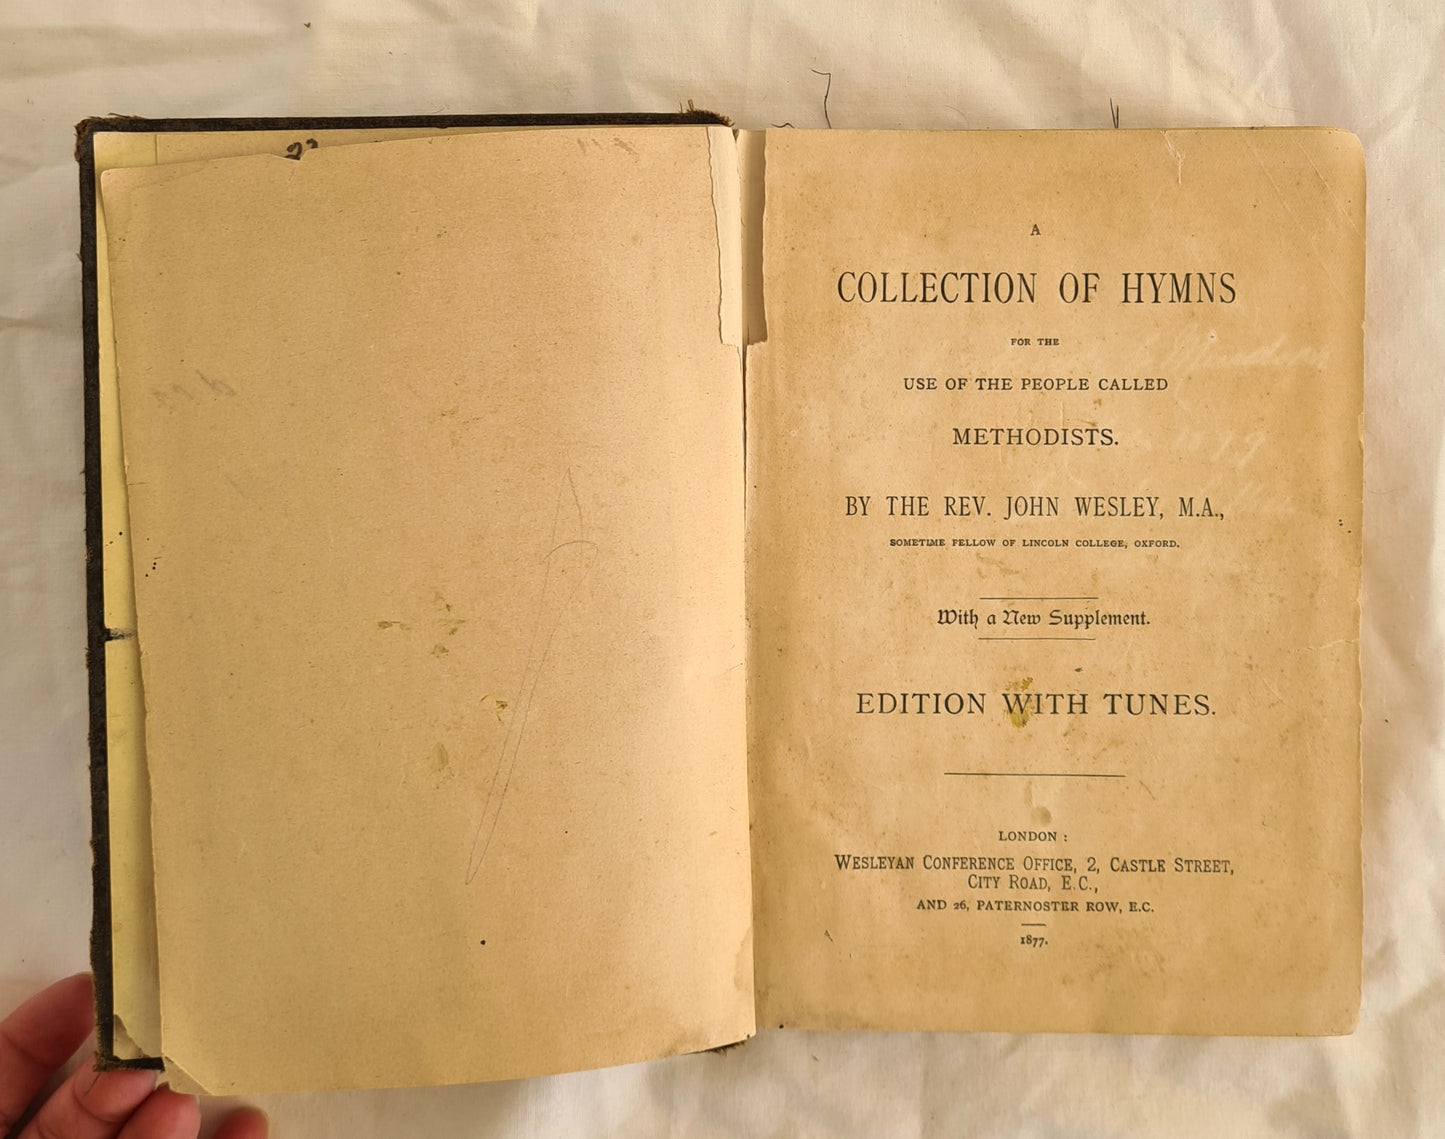 A
COLLECTION OF HYMNS
FOR THE
USE OF THE PEOPLE CALLED
METHODISTS.
BY THE REV. JOHN WESLEY, M.A.,
SOMETIME FELLOW OF LINCOLN COLLEGE, OXFORD.
With a New Supplement.
EDITION WITH TUNES.
LONDON:
WESLEYAN CONFERENCE OFFICE, 2, CASTLE STREET,
CITY ROAD, E.C.,
AND 26, PATERNOSTER ROW, E.C.
1877.